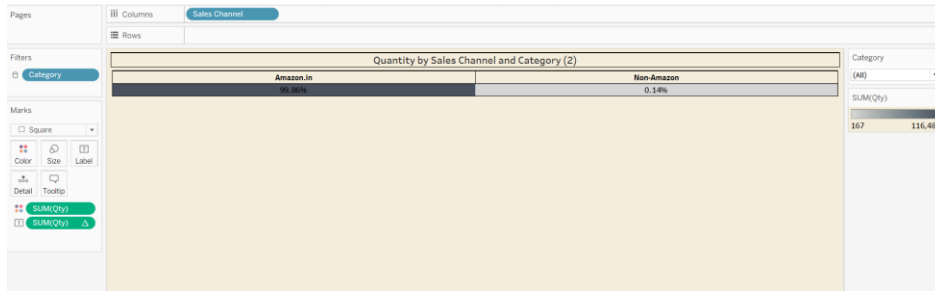 Pages
Columns
Sales Channel
Rows
Filters
Category
Marks
Square
Color Size Label
Detail Tooltip
SUM(Qty)
SUM(Qty)
Quantity by Sales Channel and Category (2)
Amazon.in Non-Amazon
99.86% 0.14%
Category
(All)
SUM(Qty)
167 116,48